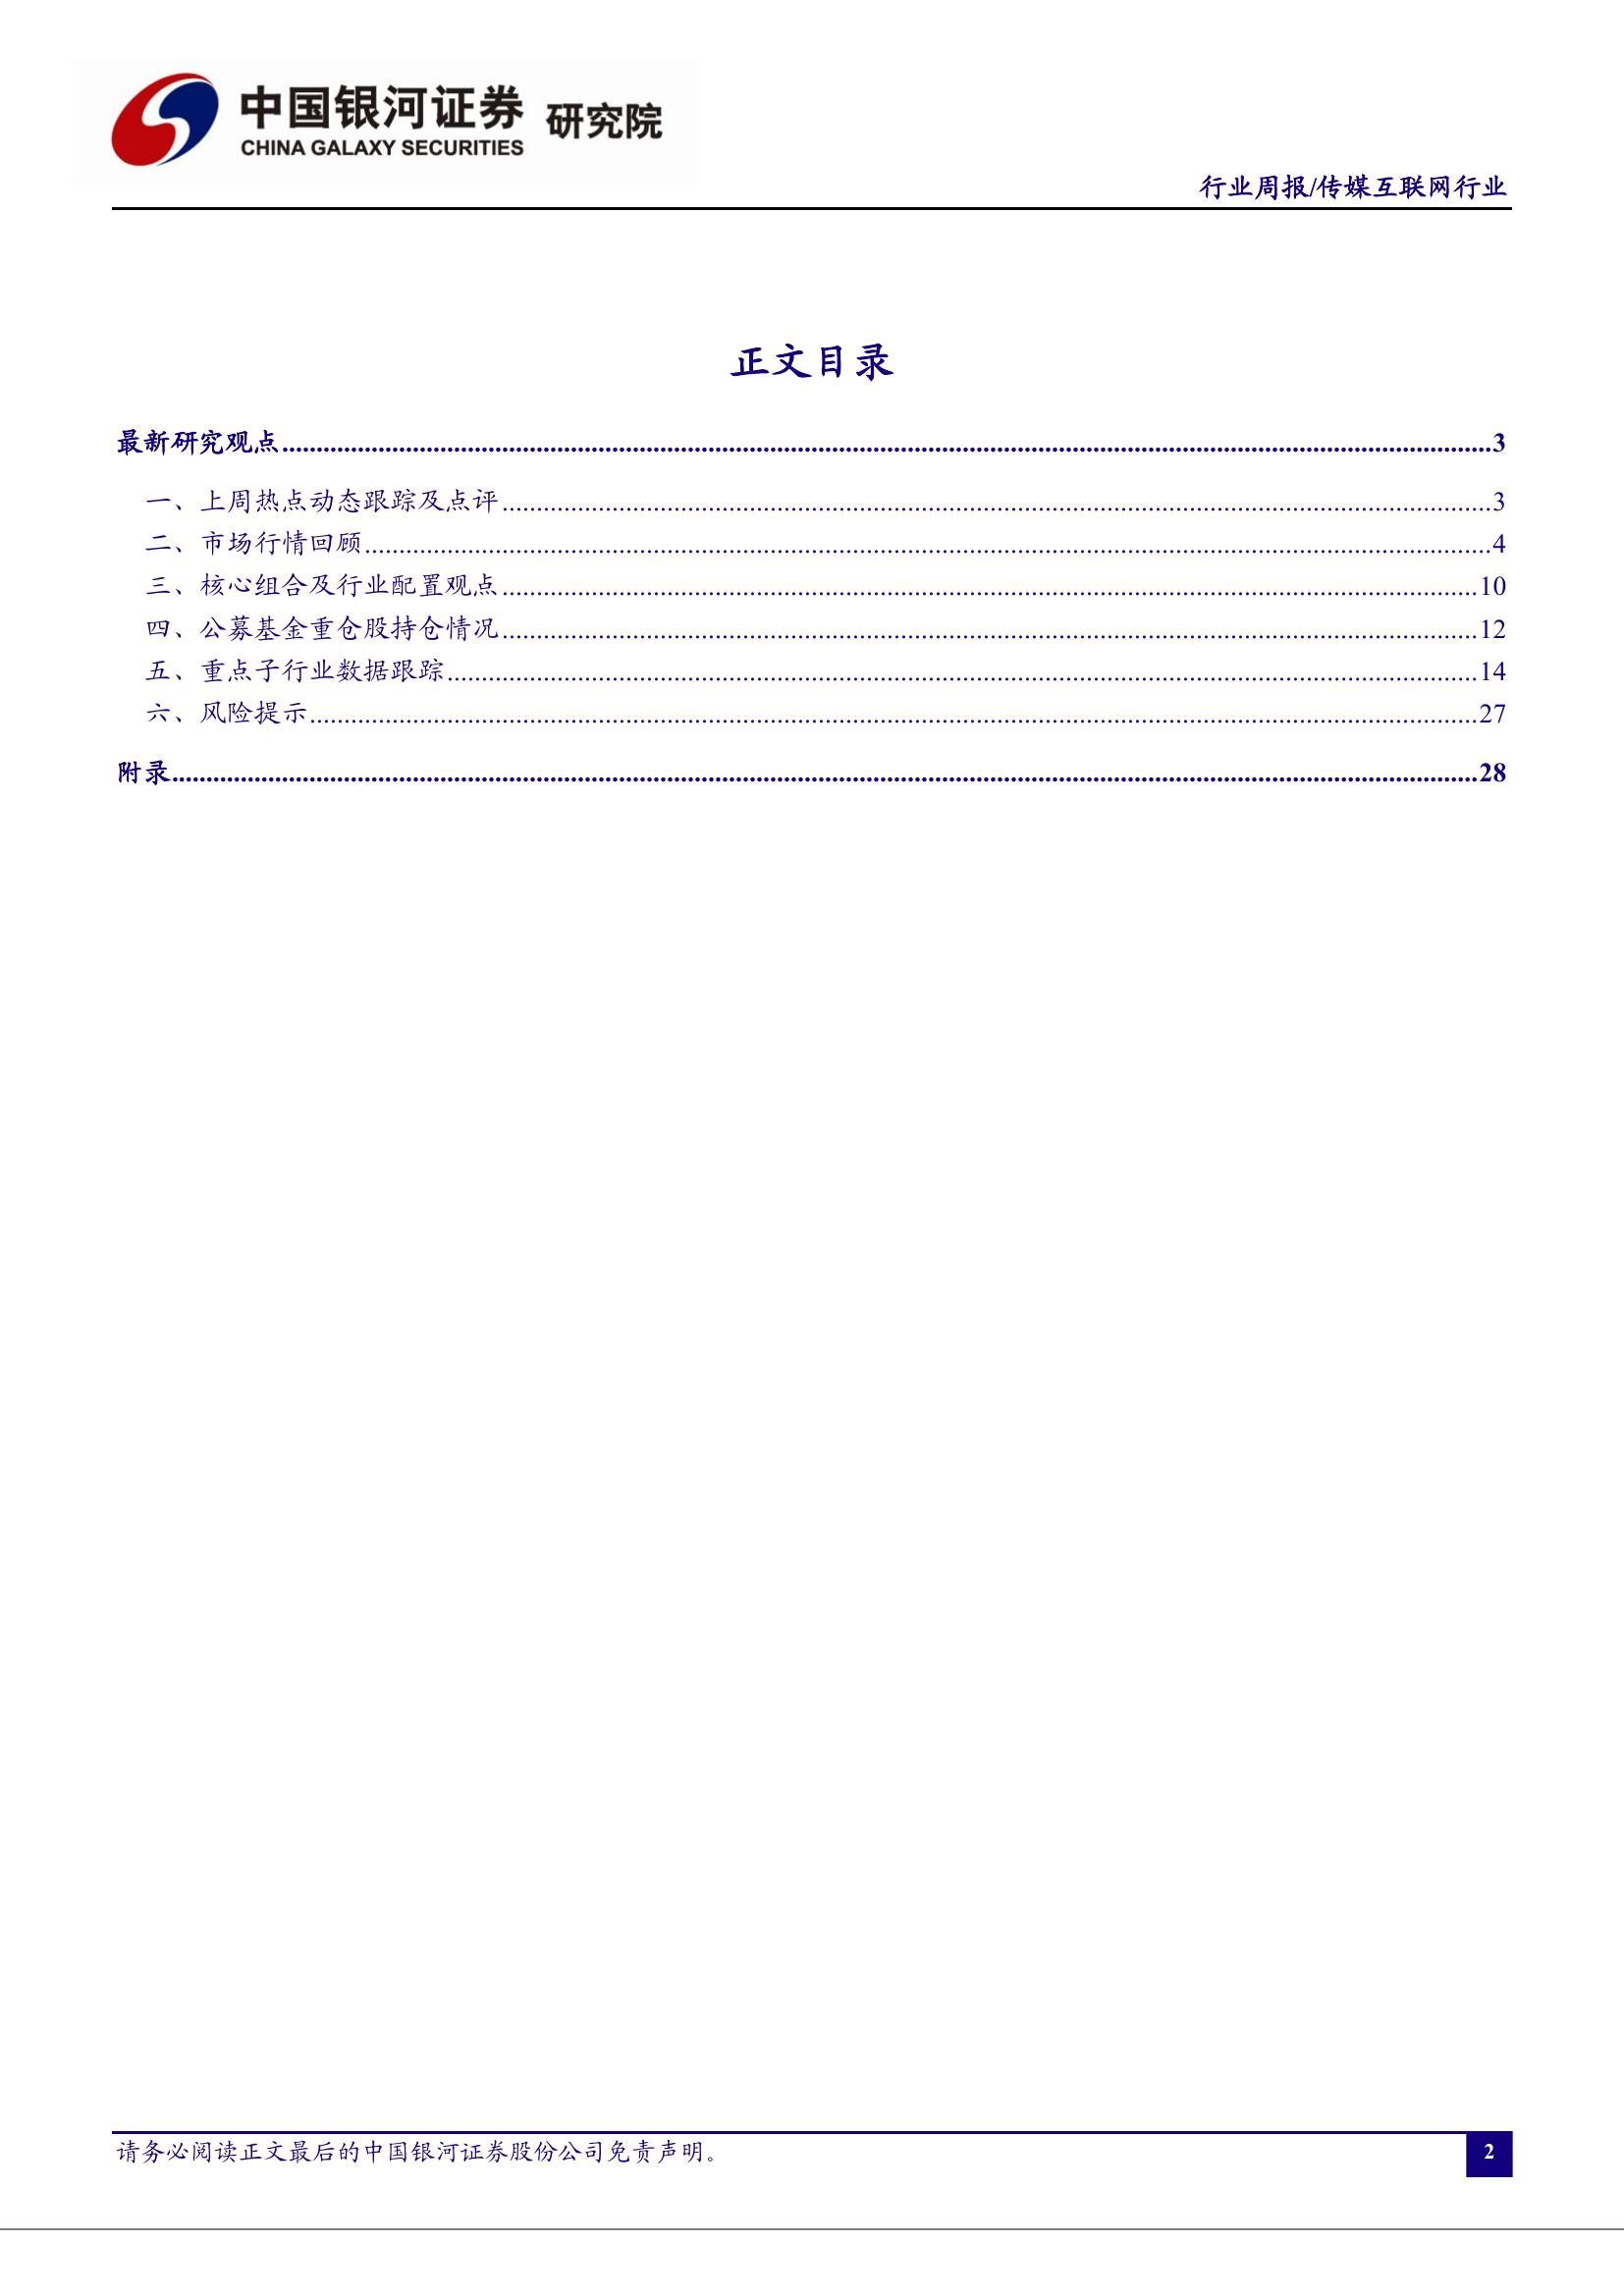 中国银河证券 研究院
CHINA GALAXY SECURITIES
行业周报/传媒互联网行业
正文目录
最新研究观点........................................3
一、上周热点动态跟踪及点评........................................3
二、市场行情回顾........................................4
三、核心组合及行业配置观点........................................10
四、公募基金重仓股持仓情况........................................12
五、重点子行业数据跟踪........................................14
六、风险提示........................................27
附录........................................28
请务必阅读正文最后的中国银河证券股份公司免责声明。
2